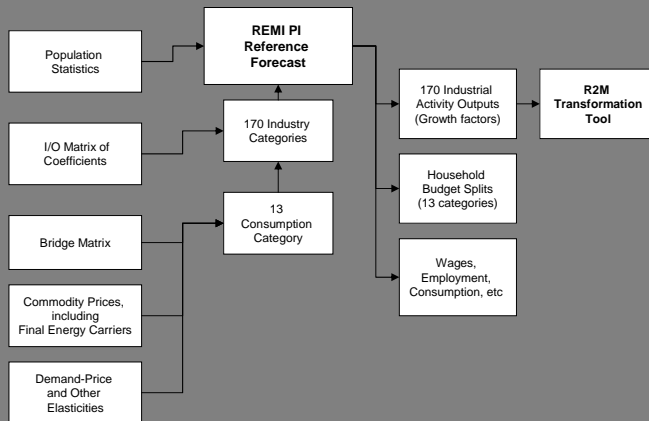 REMI PI
Reference
Forecast
Population
Statistics
170 Industrial
Activity Outputs
(Growth factors)
R2M
Transformation
Tool
170 Industry
Categories
I/O Matrix of
Coefficients
Household
Budget Splits
(13 categories)
13
Consumption
Category
Bridge Matrix
Wages,
Employment,
Consumption, etc
Commodity Prices,
including
Final Energy Carriers
Demand-Price
and Other
Elasticities